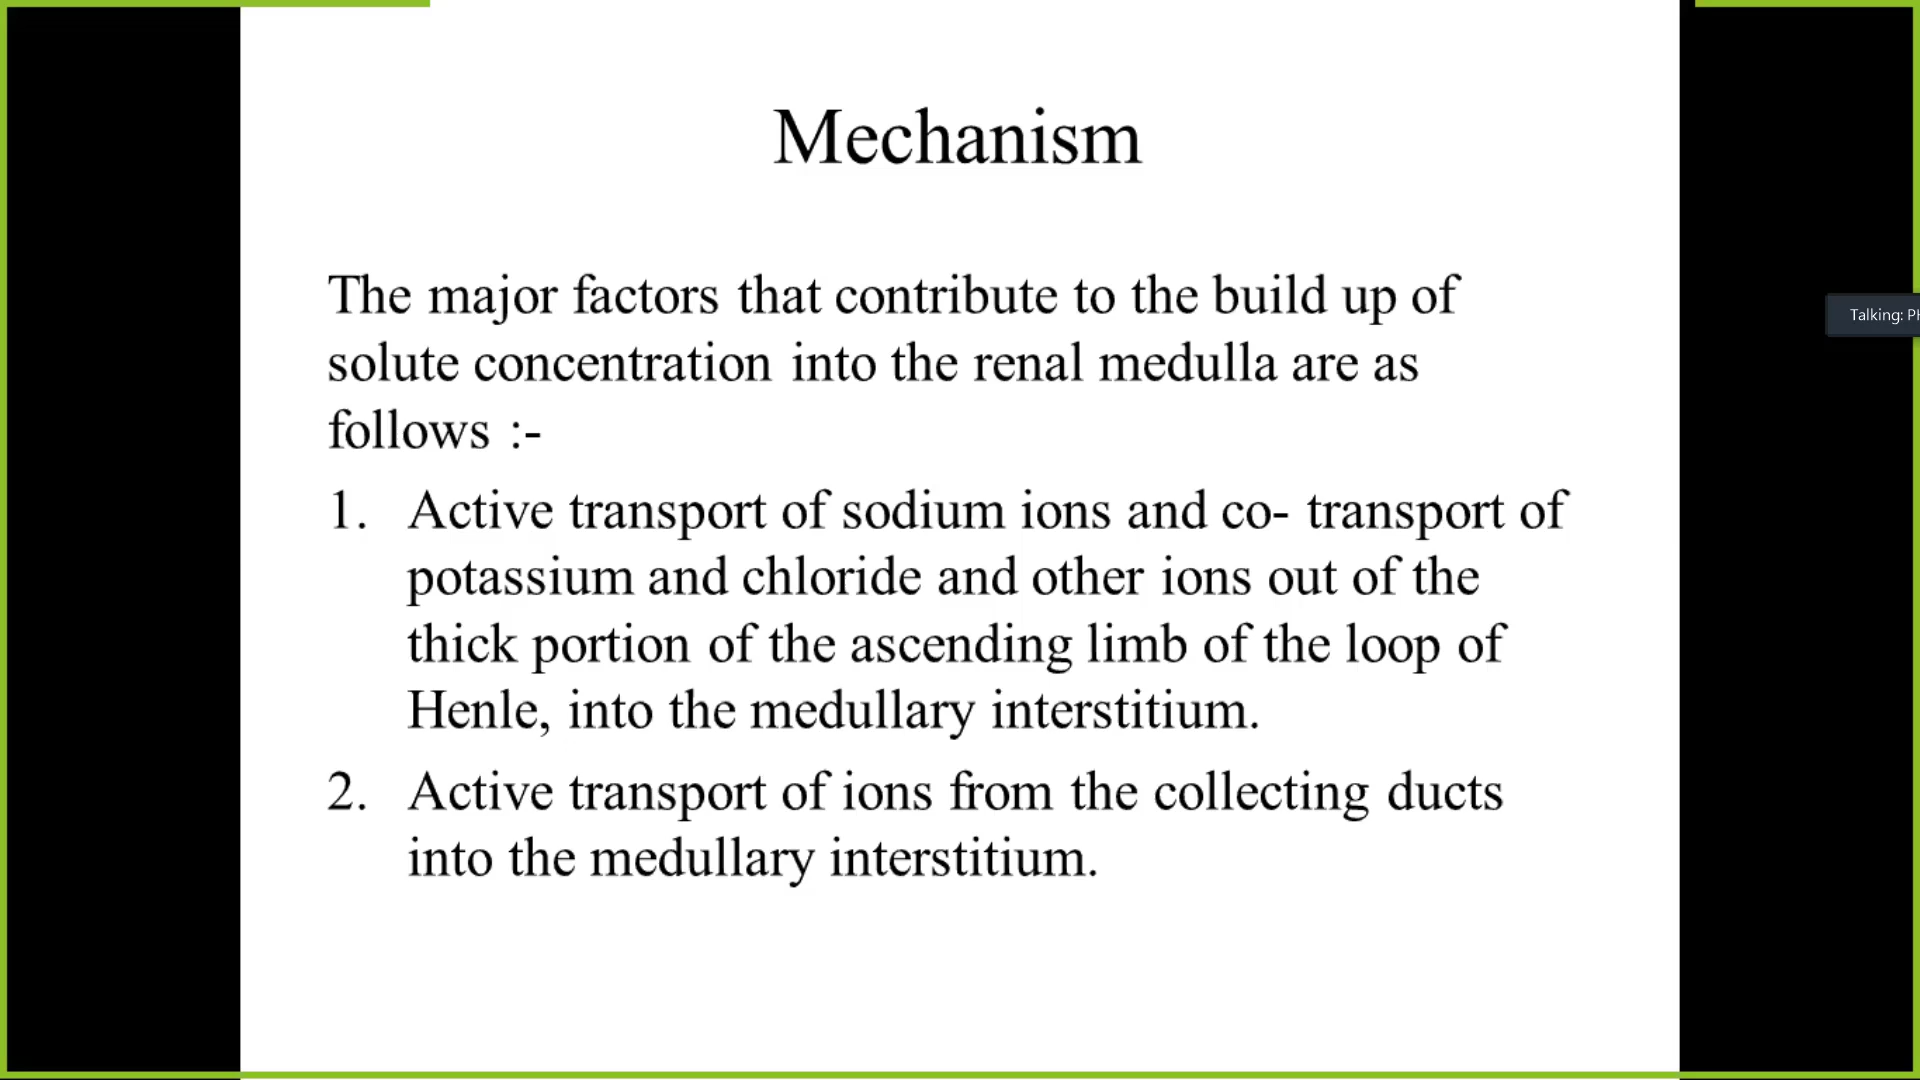 Mechanism
The major factors that contribute to the build up of
solute concentration into the renal medulla are as
follows :-
Talking:
1. Active transport of sodium ions and co- transport of
potassium and chloride and other ions out of the
thick portion of the ascending limb of the loop of
Henle, into the medullary interstitium.
2. Active transport of ions from the collecting ducts
into the medullary interstitium.